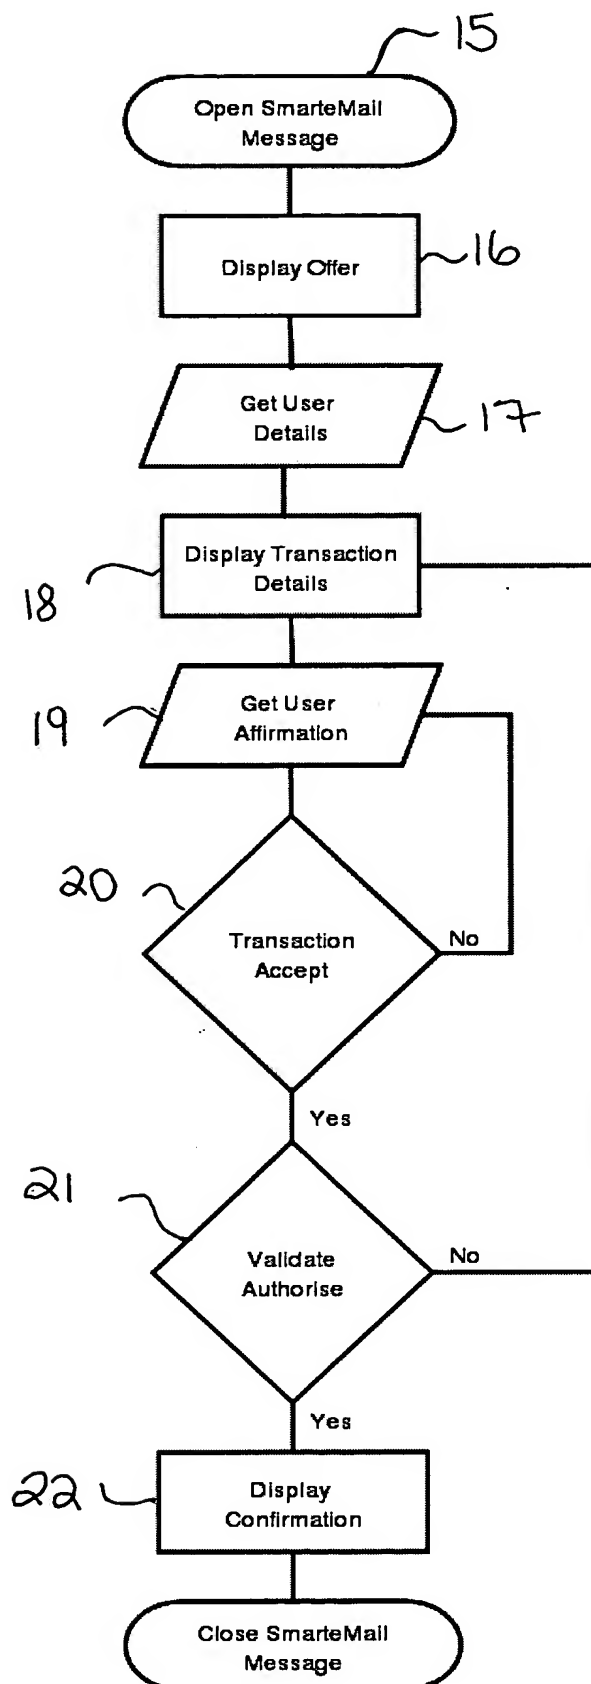 15
Open SmarteMail
Message
Display Offer
16
Get User
Details
17
Display Transaction
Details
18
Get User
Affirmation
19
20
Transaction
Accept
No
Yes
21
Validate
Authorise
No
Yes
22
Display
Confirmation
Close SmarteMail
Message